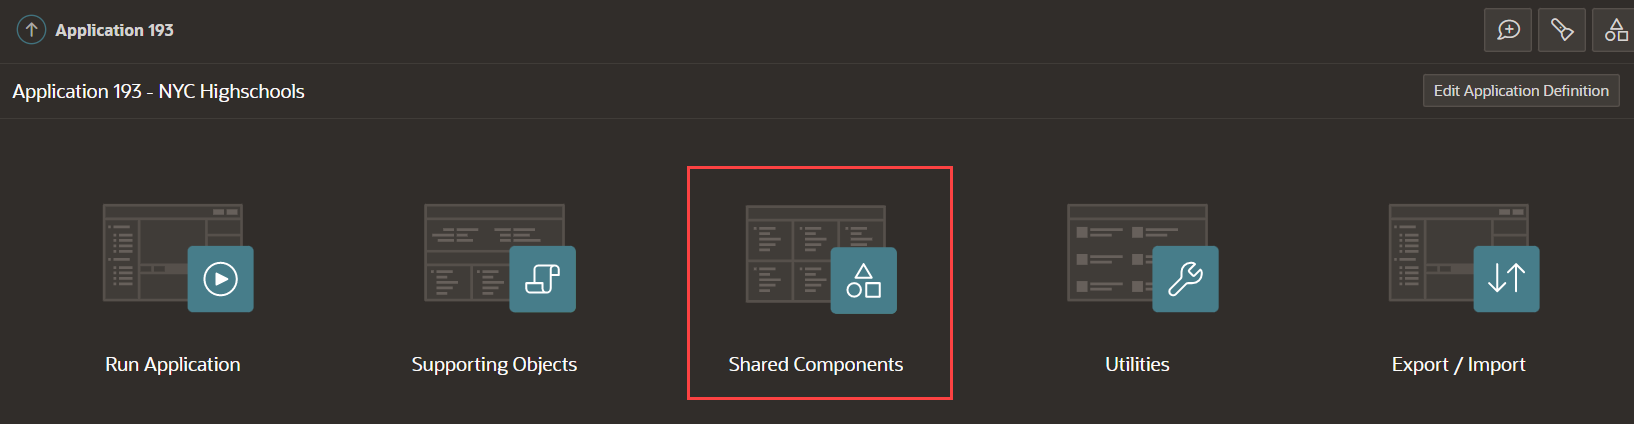 Application 193
Application 193 - NYC Highschools
Edit Application Definition
Run Application
Supporting Objects
Shared Components
Utilities
Export / Import